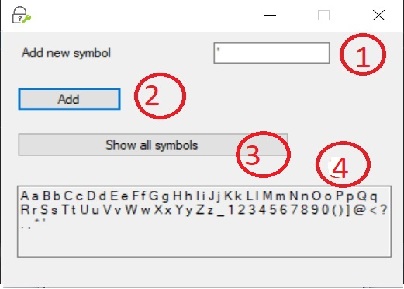 Add new symbol ' 1
Add 2
Show all symbols 3
4
A a B b C c D d E e F f G g H h I i J j K k L l M m N n O o P p Q q
R r S s T t U u V v W w X x Y y Z z _ 1 2 3 4 5 6 7 8 9 0 ( ) ] @ < ?